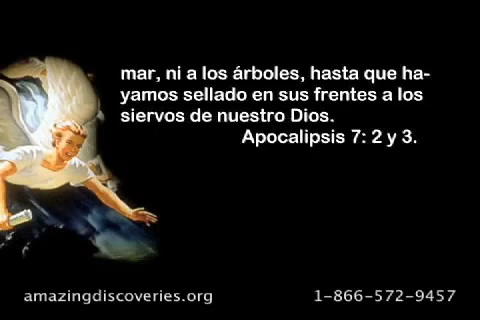 mar, ni a los árboles, hasta que ha-
yamos sellado en sus frentes a los
siervos de nuestro Dios.
Apocalipsis 7: 2 y 3.
amazingdiscoveries.org
1-866-572-9457